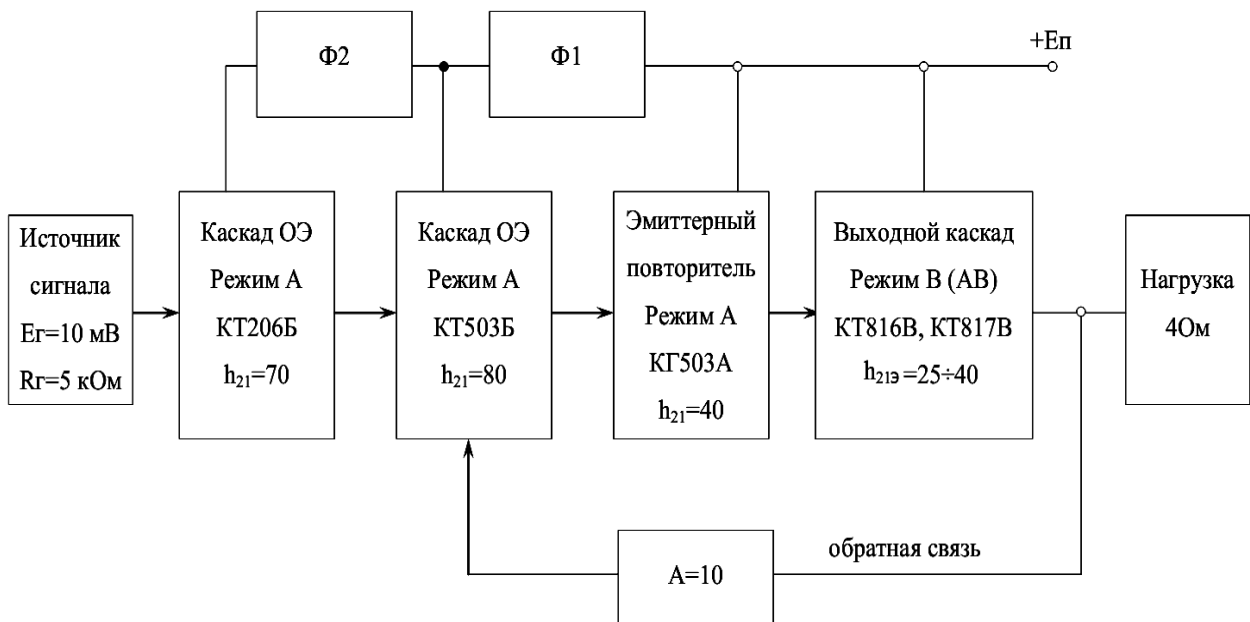 Ф2
Ф1
+Еп
Источник
сигнала
Ег=10 мВ
Rг=5 кОм
Каскад ОЭ
Режим А
КТ206Б
h21=70
Каскад ОЭ
Режим А
КТ503Б
h21=80
Эмиттерный
повторитель
Режим А
КГ503А
h21=40
Выходной каскад
Режим В (АВ)
КТ816В, КТ817В
h21э =25÷40
Нагрузка
4Ом
обратная связь
А=10